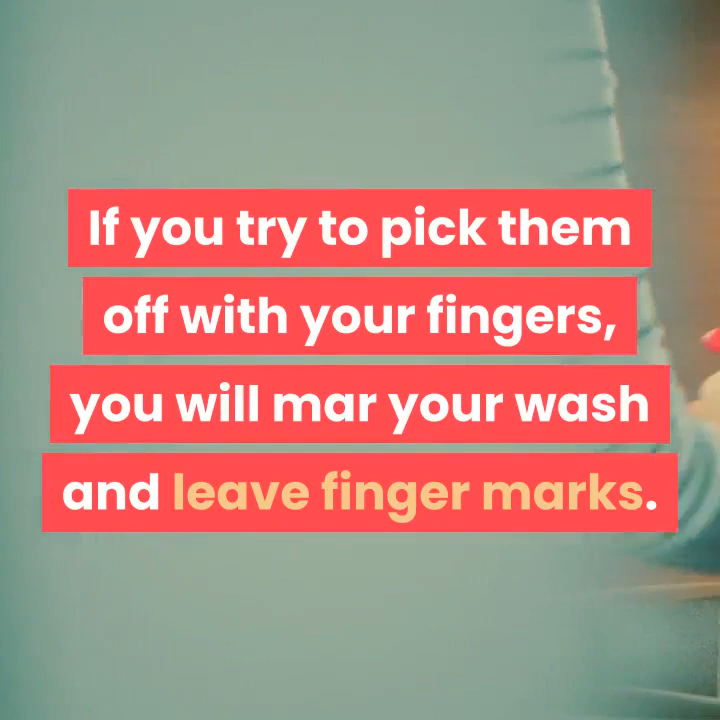 If you try to pick them
off with your fingers,
you will mar your wash
and leave finger marks.